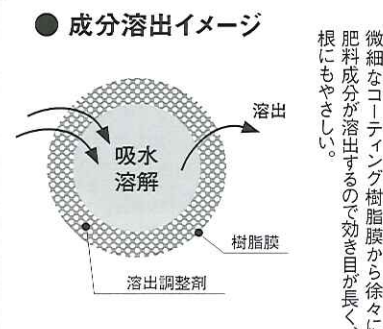 ● 成分溶出イメージ
微細なコーティング樹脂膜から徐々に
肥料成分が溶出するので効き目が長く、
根にもやさしい。
溶出
吸水
溶解
樹脂膜
溶出調整剤